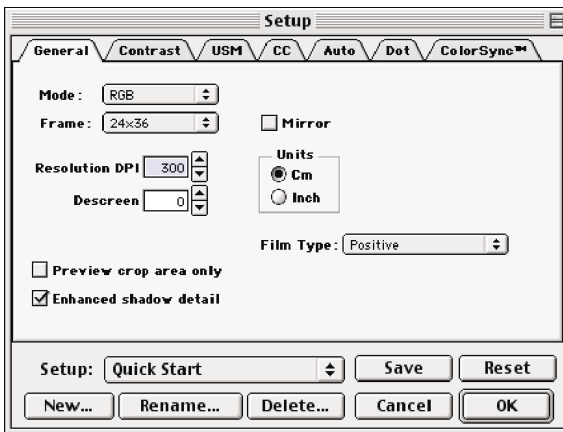 Setup
General Contrast USM CC Auto Dot ColorSync™
Mode: RGB
Frame: 24x36
Mirror
Resolution DPI 300
Units
Cm
Descreen 0
Inch
Film Type: Positive
Preview crop area only
Enhanced shadow detail
Setup: Quick Start Save Reset
New... Rename... Delete... Cancel OK